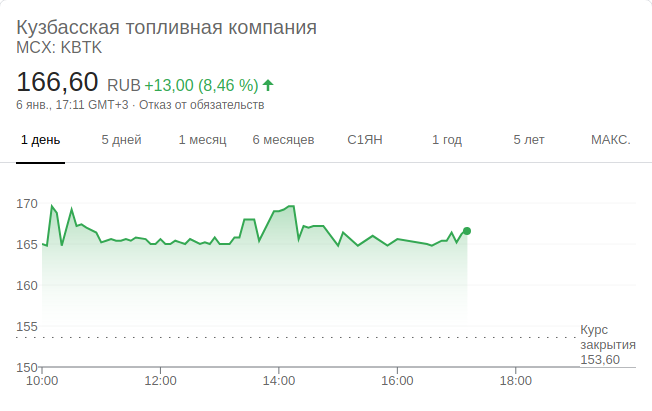 Кузбасская топливная компания
MCX: KBTK
166,60 RUB +13,00 (8,46 %)
6 янв., 17:11 GMT+3 · Отказ от обязательств
1 день 5 дней 1 месяц 6 месяцев С1ЯН 1 год 5 лет МАКС.
170
165
160
155
Курс
закрытия
153,60
150
10:00 12:00 14:00 16:00 18:00